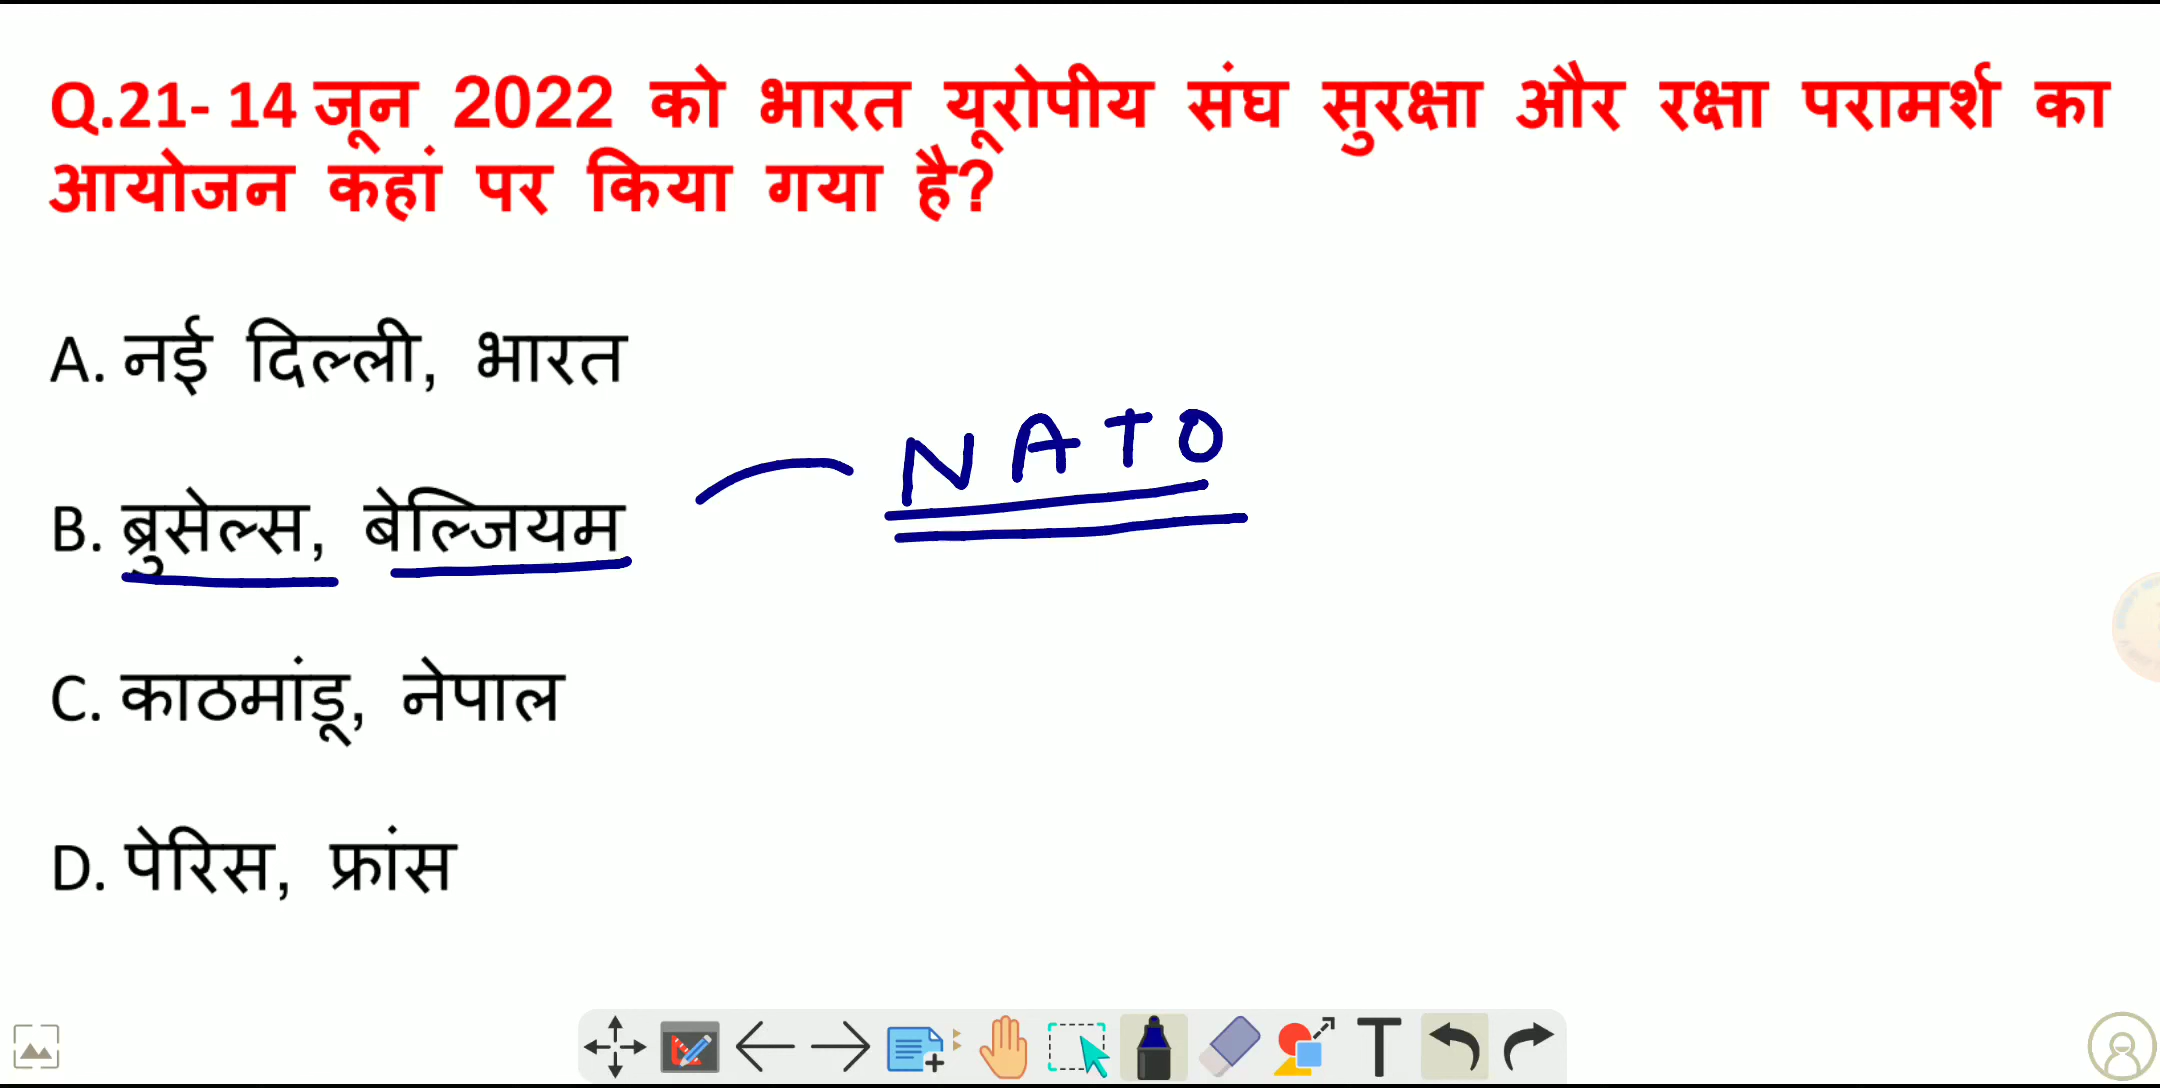 Q.21- 14 जून 2022 को भारत यूरोपीय संघ सुरक्षा और रक्षा परामर्श का
आयोजन कहां पर किया गया है?
A. नई दिल्ली, भारत
B. ब्रुसेल्स, बेल्जियम
NATO
C. काठमांडू, नेपाल
D. पेरिस, फ्रांस